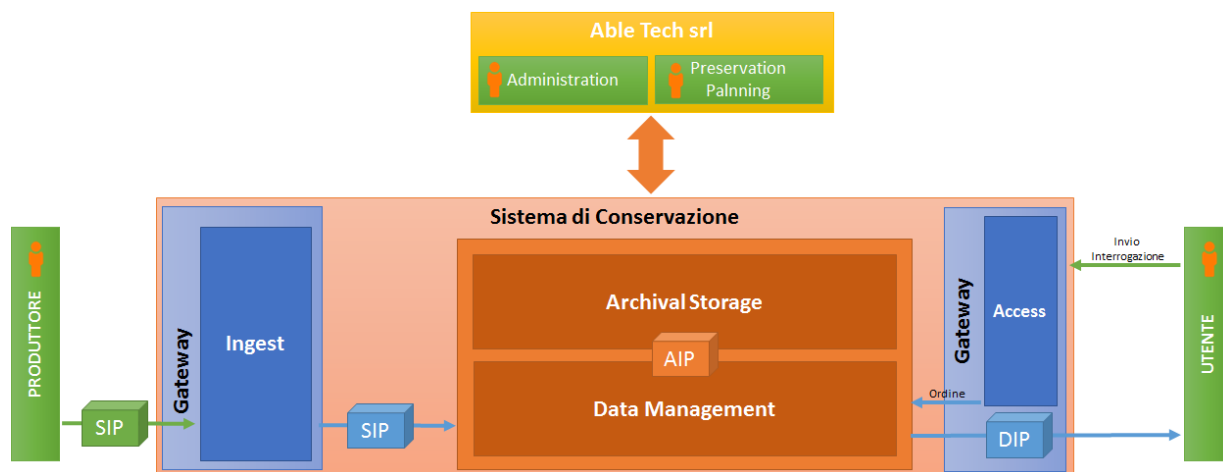 Able Tech srl
Administration
Preservation
Palnning
Sistema di Conservazione
PRODUTTORE
SIP
Gateway
Ingest
SIP
Archival Storage
AIP
Data Management
Gateway
Access
Ordine
DIP
Invio
Interrogazione
UTENTE